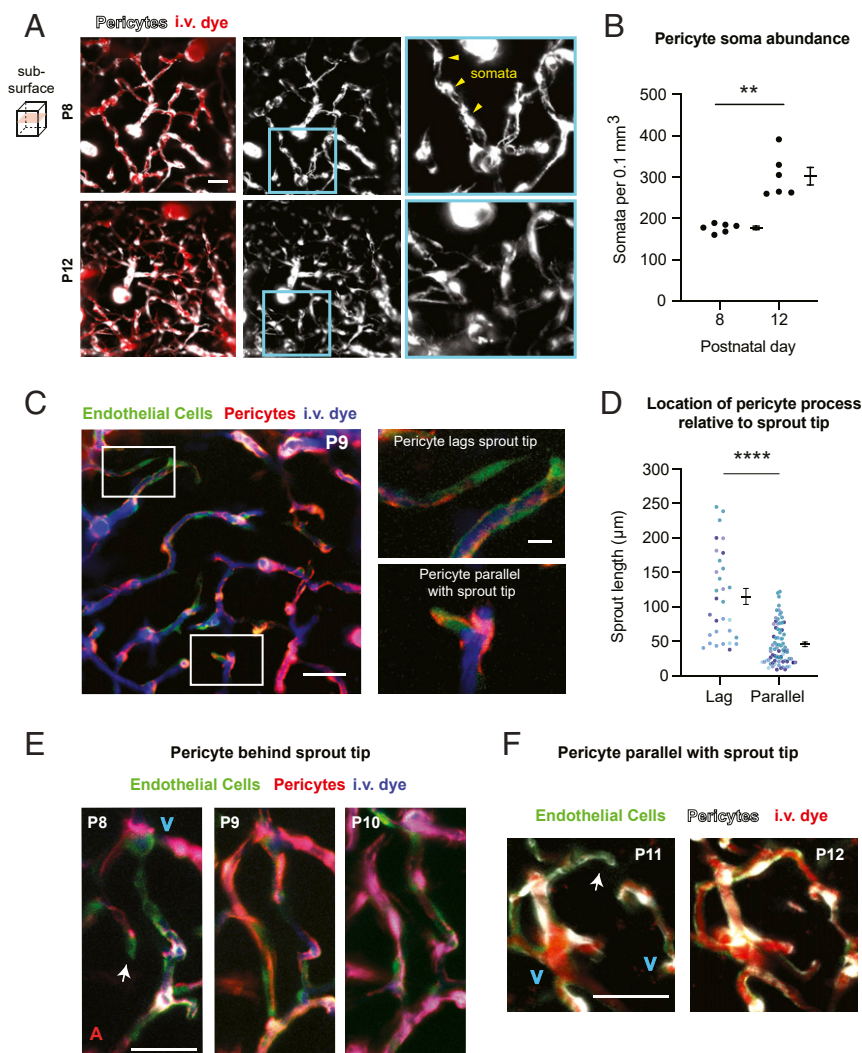 A
Pericytes i.v. dye
sub-
surface
P8
somata
P12
B
Pericyte soma abundance
**
500
400
300
200
100
0
Somata per 0.1 mm3
8
12
Postnatal day
C
Endothelial Cells Pericytes i.v. dye
P9
Pericyte lags sprout tip
Pericyte parallel
with sprout tip
D
Location of pericyte process
relative to sprout tip
****
300
250
200
150
100
50
0
Sprout length (µm)
Lag
Parallel
E
Pericyte behind sprout tip
Endothelial Cells Pericytes i.v. dye
P8
V
A
P9
P10
F
Pericyte parallel with sprout tip
Endothelial Cells Pericytes i.v. dye
P11
V
V
P12